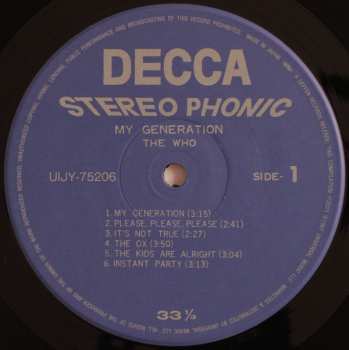 DECCA
STEREO PHONIC
MY GENERATION
THE WHO
UIJY-75206
SIDE- 1
1. MY GENERATION (3:15)
2. PLEASE, PLEASE, PLEASE (2:41)
3. IT'S NOT TRUE (2:27)
4. THE OX (3:50)
5. THE KIDS ARE ALRIGHT (3:04)
6. INSTANT PARTY (3:13)
33 ⅓